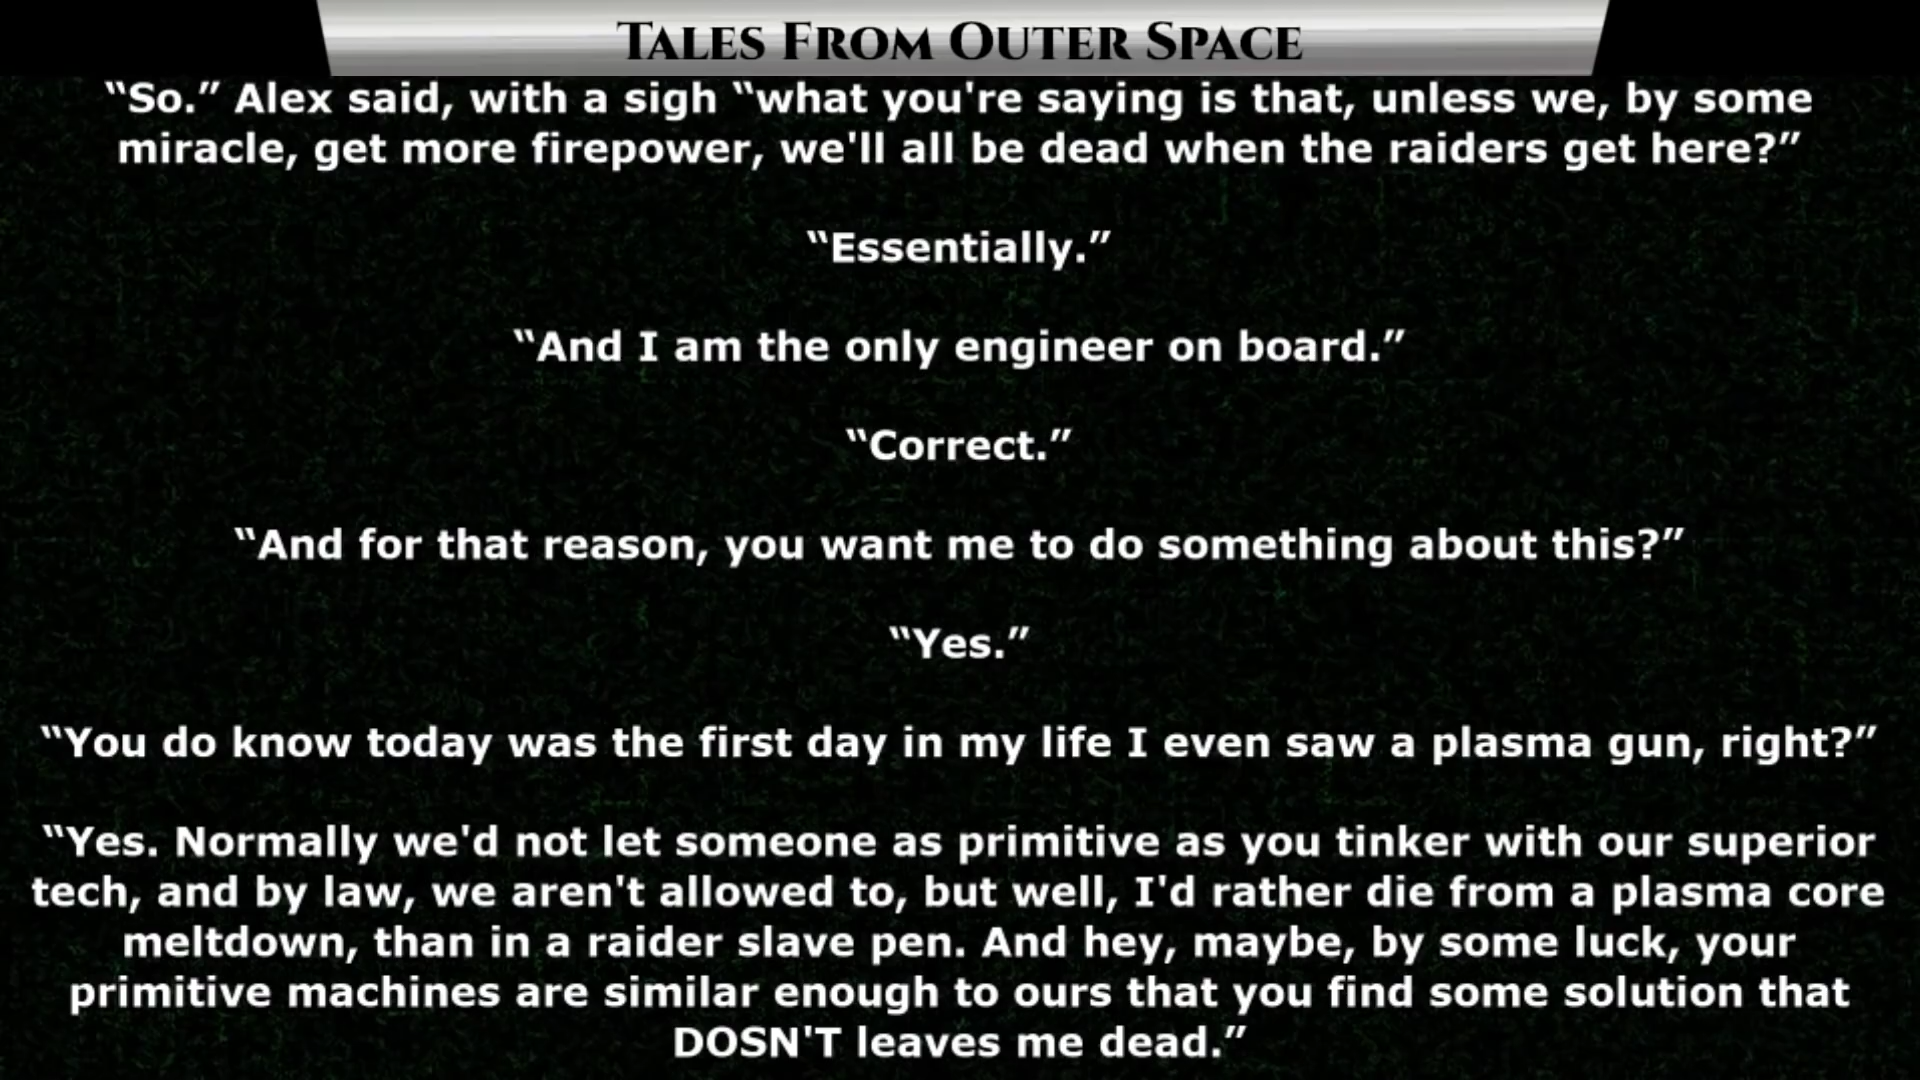 Tales From Outer Space
“So.” Alex said, with a sigh “what you're saying is that, unless we, by some
miracle, get more firepower, we'll all be dead when the raiders get here?”
“Essentially.”
“And I am the only engineer on board.”
“Correct.”
“And for that reason, you want me to do something about this?”
“Yes.”
“You do know today was the first day in my life I even saw a plasma gun, right?”
“Yes. Normally we'd not let someone as primitive as you tinker with our superior
tech, and by law, we aren't allowed to, but well, I'd rather die from a plasma core
meltdown, than in a raider slave pen. And hey, maybe, by some luck, your
primitive machines are similar enough to ours that you find some solution that
DOSN'T leaves me dead.”